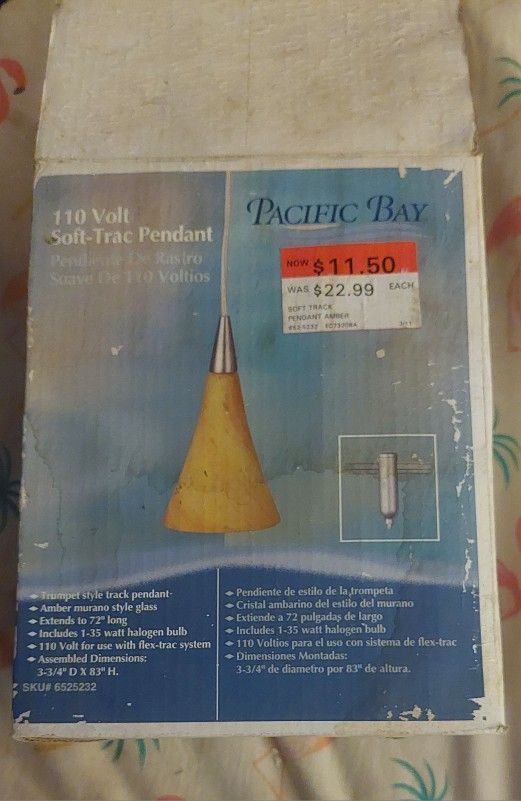 110 Volt
Soft-Trac Pendant
Pendiente De Rastro
Suave De 110 Voltios
PACIFIC BAY
NOW $11.50
WAS $22.99 EACH
SOFT TRACK
PENDANT AMBER
3/11
Trumpet style track pendant
Amber murano style glass
Extends to 72" long
Includes 1-35 watt halogen bulb
110 Volt for use with flex-trac system
Assembled Dimensions:
3-3/4" D X 83" H.
SKU# 6525232
Pendiente de estilo de la trompeta
Cristal ambarino del estilo del murano
Extiende a 72 pulgadas de largo
Includes 1-35 watt halogen bulb
110 Voltios para el uso con sistema de flex-trac
Dimensiones Montadas:
3-3/4" de diametro por 83" de altura.